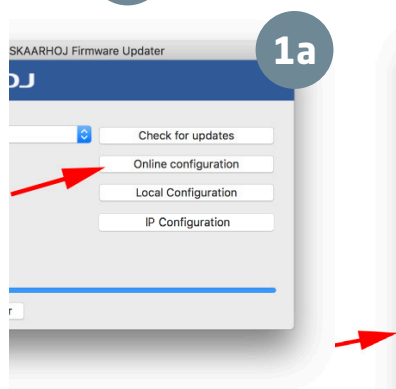 SKAARHOJ Firmware Updater
1a
OJ
Check for updates
Online configuration
Local Configuration
IP Configuration
r